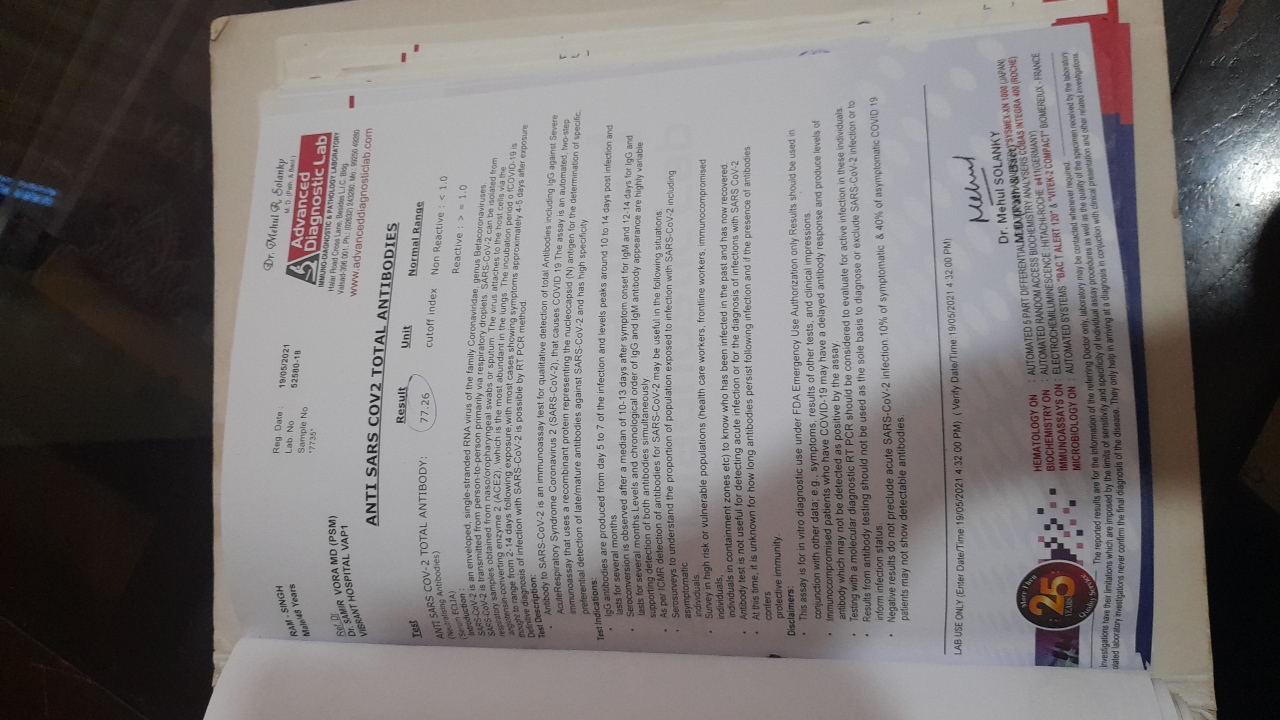 RAM - SINGH
Male/48 Years
Reg. Date : 19/05/2021
Lab. No 52580-18
Sample No
"7735"
Dr. Mehul R. Solanky
M. D. (Path. & Bact.)
Advanced
Diagnostic Lab
IMMUNO-DIAGNOSTIC & PATHOLOGY LABORATORY
Halar Road Cross Lane, Besides L.I.C. Bldg.
Valsad-396 001. Ph.: (02632) 243280.
www.advanceddiagnosticlab.com
Ref. Dr
Dr. SAMIR VORA MD (PSM)
VIBRANT HOSPITAL VAP1
ANTI SARS COV2 TOTAL ANTIBODIES
Test Result Unit Normal Range
ANTI SARS COV-2 TOTAL ANTIBODY: 77.26 cutoff index Non Reactive : < 1.0
(Neutralising Antibodies)
(Serum ECLIA) Reactive : > = 1.0
Introduction :
SARS-CoV-2 is an enveloped, single-stranded RNA virus of the family Coronaviridae, genus Betacoronaviruses.
SARS-CoV-2 is transmitted from person-to-person primarily via respiratory droplets. SARS-CoV-2 can be isolated from
respiratory samples obtained from naso/oropharyngeal swabs or sputum. The virus attaches to the host cells via the
angiotensin-converting enzyme 2 (ACE2), which is the most abundant in the lungs. The incubation period o fCOVID-19 is
thought to range from 2-14 days following exposure,with most cases showing symptoms approximately 4-5 days after exposure
Definitive diagnosis of infection with SARS-CoV-2 is possible by RT PCR method.
Test Description:
• Antibody to SARS-CoV-2 is an immunoassay test for qualitative detection of total Antibodies including IgG against Severe
AcuteRespiratory Syndrome Coronavirus 2 (SARS-CoV-2), that causes COVID 19.The assay is an automated, two-step
immunoassay that uses a recombinant protein representing the nucleocapsid (N) antigen for the determination of specific,
preferential detection of late/mature antibodies against SARS-CoV-2 and has high specificity
Test Indications:
• IgG antibodies are produced from day 5 to 7 of the infection and levels peaks around 10 to 14 days post infection and
lasts for several months.
• Seroconversion is observed after a median of 10-13 days after symptom onset for IgM and 12-14 days for IgG and
lasts for several months.Levels and chronological order of IgG and IgM antibody appearance are highly variable
supporting detection of both antibodies simultaneously.
• As per ICMR detection of antibodies for SARS-CoV-2 may be useful in the following situations.
• Serosurveys to understand the proportion of population exposed to infection with SARS-CoV-2 including
asymptomatic
individuals.
• Survey in high risk or vulnerable populations (health care workers, frontline workers, immunocompromised
individuals,
individuals in containment zones etc) to know who has been infected in the past and has now recovered.
• Antibody test is not useful for detecting acute infection or for the diagnosis of infections with SARS CoV-2
• At this time, it is unknown for how long antibodies persist following infection and if the presence of antibodies
confers
protective immunity.
Disclaimers:
• This assay is for in vitro diagnostic use under FDA Emergency Use Authorization only.Results should be used in
conjunction with other data; e.g., symptoms, results of other tests, and clinical impressions.
• Immunocompromised patients who have COVID-19 may have a delayed antibody response and produce levels of
antibody which may not be detected as positive by the assay.
• Testing with a molecular diagnostic RT PCR should be considered to evaluate for active infection in these individuals.
• Results from antibody testing should not be used as the sole basis to diagnose or exclude SARS-CoV-2 infection or to
inform infection status.
• Negative results do not preclude acute SARS-CoV-2 infection.10% of symptomatic & 40% of asymptomatic COVID 19
patients may not show detectable antibodies.
LAB USE ONLY (Enter Date/Time:19/05/2021 4:32:00 PM) ( Verify Date/Time:19/05/2021 4:32:00 PM)
Mehul
Dr. Mehul SOLANKY
M.D. (Path & Bact)
More Then
25
YEARS
Quality Service
HEMATOLOGY ON : AUTOMATED 5 PART DIFFERENTIAL "SYSMEX-XN 1000 (JAPAN)
BIOCHEMISTRY ON : AUTOMATED RANDOM ACCESS BIOCHEMISTRY ANALYSERS COBAS INTEGRA 400 (ROCHE)
IMMUNOASSAYS ON : ELECTROCHEMILUMINESCENCE : HITACHI-ROCHE e411(GERMANY)
MICROBIOLOGY ON : AUTOMATED SYSTEMS "BAC T ALERT 120" & "VITEK-2 COMPACT" BIOMEREIUX - FRANCE
The reported results are for the information of the referring Doctor only, laboratory may be contacted whenever required.
Investigations have their limitations which are imposed by the limits of sensitivity and specificity of individual assay procedures as well as the quality of the specimen received by the laboratory.
olated laboratory investigations never confirm the final diagnosis of the disease. They only help in arriving at a diagnosis in conjuction with clinical presentation and other related investigations.